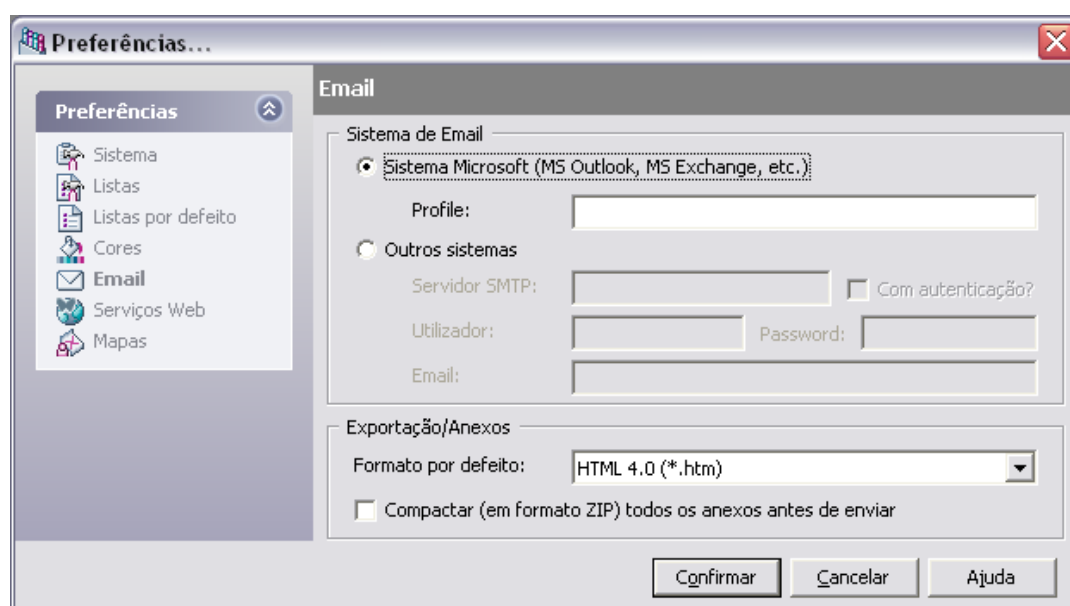 Preferências...
Preferências
Sistema
Listas
Listas por defeito
Cores
Email
Serviços Web
Mapas
Email
Sistema de Email
Sistema Microsoft (MS Outlook, MS Exchange, etc.)
Profile:
Outros sistemas
Servidor SMTP:
Com autenticação?
Utilizador:
Password:
Email:
Exportação/Anexos
Formato por defeito:
HTML 4.0 (*.htm)
Compactar (em formato ZIP) todos os anexos antes de enviar
Confirmar
Cancelar
Ajuda